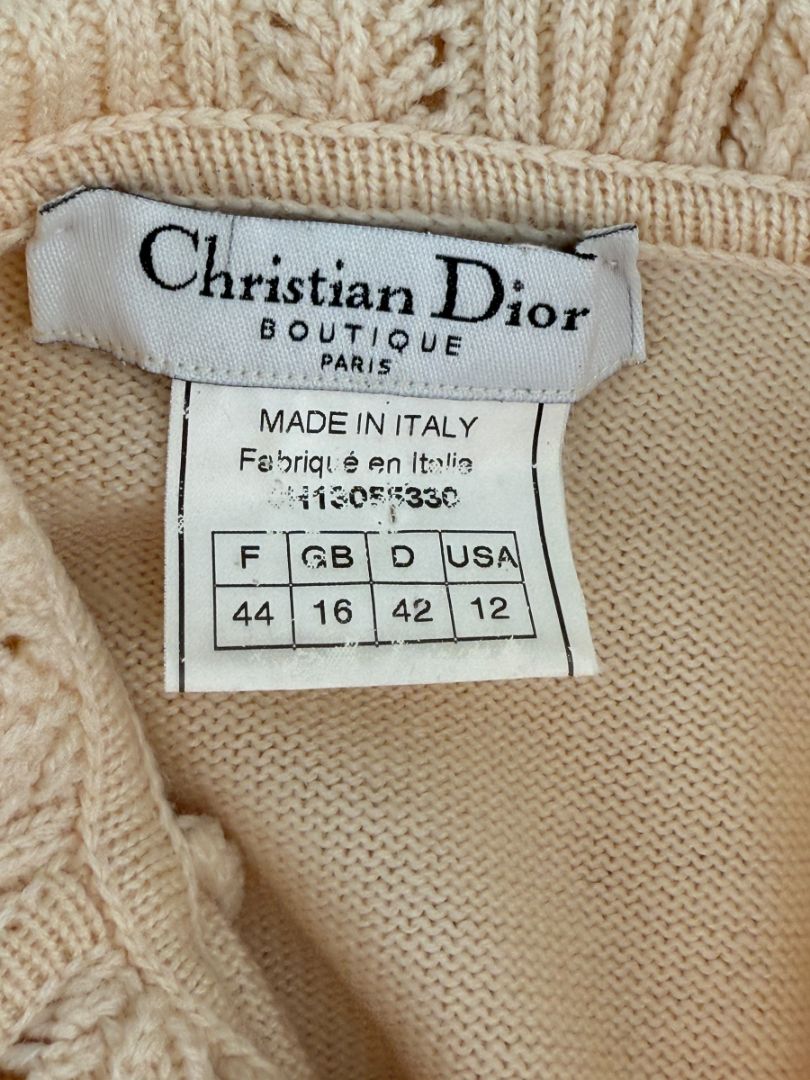 Christian Dior
BOUTIQUE
PARIS
MADE IN ITALY
Fabriqué en Italie
F GB D USA
44 16 42 12